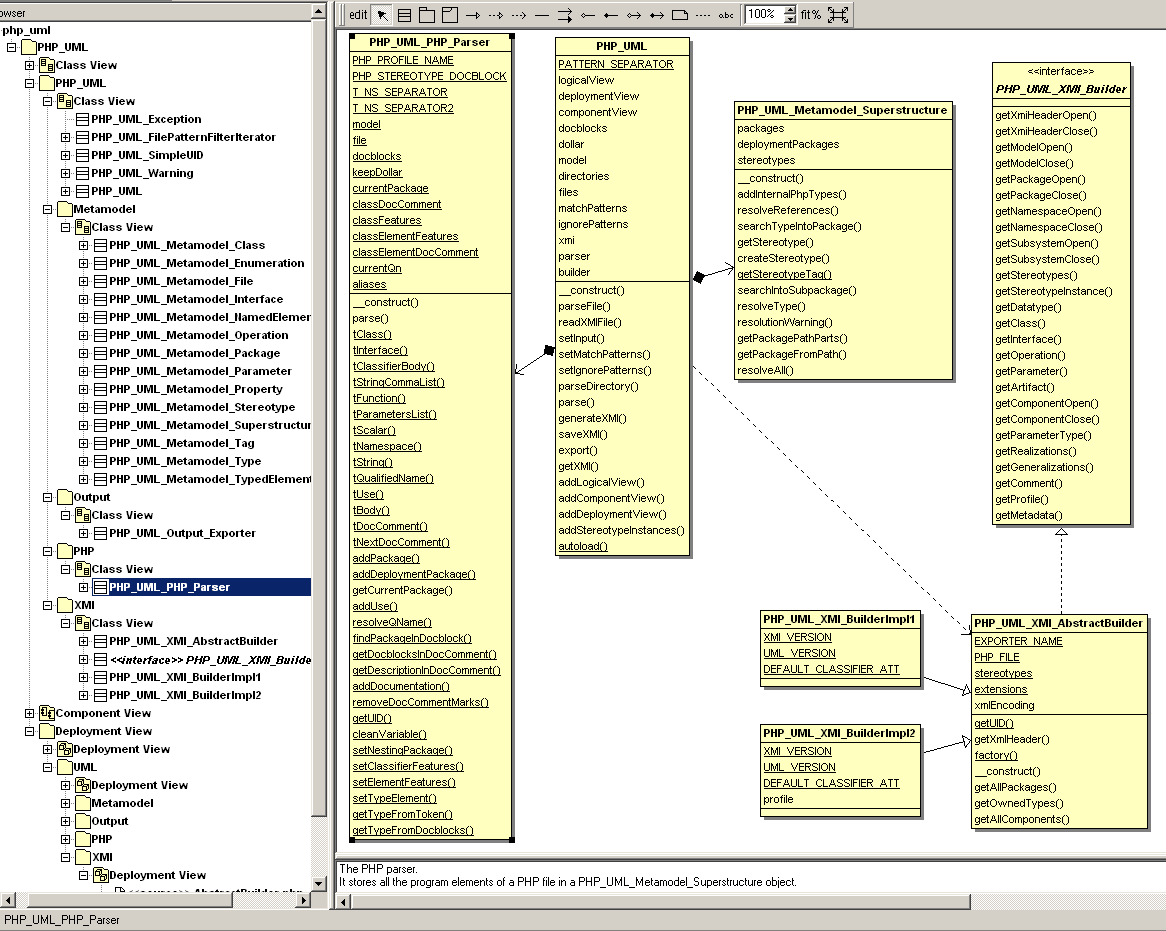 owser
edit
abc
100%
fit%
php_uml
PHP_UML
Class View
PHP_UML
Class View
PHP_UML_Exception
PHP_UML_FilePatternFilterIterator
PHP_UML_SimpleUID
PHP_UML_Warning
PHP_UML
Metamodel
Class View
PHP_UML_Metamodel_Class
PHP_UML_Metamodel_Enumeration
PHP_UML_Metamodel_File
PHP_UML_Metamodel_Interface
PHP_UML_Metamodel_NamedElemer
PHP_UML_Metamodel_Operation
PHP_UML_Metamodel_Package
PHP_UML_Metamodel_Parameter
PHP_UML_Metamodel_Property
PHP_UML_Metamodel_Stereotype
PHP_UML_Metamodel_Superstructur
PHP_UML_Metamodel_Tag
PHP_UML_Metamodel_Type
PHP_UML_Metamodel_TypedElement
Output
Class View
PHP_UML_Output_Exporter
PHP
Class View
PHP_UML_PHP_Parser
XMI
Class View
PHP_UML_XMI_AbstractBuilder
<<interface>> PHP_UML_XMI_Builde
PHP_UML_XMI_BuilderImpl1
PHP_UML_XMI_BuilderImpl2
Component View
Deployment View
Deployment View
UML
Deployment View
Metamodel
Output
PHP
XMI
Deployment View
PHP_UML_PHP_Parser
PHP_PROFILE_NAME
PHP_STEREOTYPE_DOCBLOCK
T_NS_SEPARATOR
T_NS_SEPARATOR2
model
file
docblocks
keepDollar
currentPackage
classDocComment
classFeatures
classElementFeatures
classElementDocComment
currentQn
aliases
__construct()
parse()
tClass()
tInterface()
tClassifierBody()
tStringCommaList()
tFunction()
tParametersList()
tScalar()
tNamespace()
tString()
tQualifiedName()
tUse()
tBody()
tDocComment()
tNextDocComment()
addPackage()
addDeploymentPackage()
getCurrentPackage()
addUse()
resolveQName()
findPackageInDocblock()
getDocblocksInDocComment()
getDescriptionInDocComment()
addDocumentation()
removeDocCommentMarks()
getUID()
cleanVariable()
setNestingPackage()
setClassifierFeatures()
setElementFeatures()
setTypeElement()
getTypeFromToken()
getTypeFromDocblocks()
PHP_UML
PATTERN_SEPARATOR
logicalView
deploymentView
componentView
docblocks
dollar
model
directories
files
matchPatterns
ignorePatterns
xmi
parser
builder
__construct()
parseFile()
readXMIFile()
setInput()
setMatchPatterns()
setIgnorePatterns()
parseDirectory()
parse()
generateXMI()
saveXMI()
export()
getXMI()
addLogicalView()
addComponentView()
addDeploymentView()
addStereotypeInstances()
autoload()
PHP_UML_Metamodel_Superstructure
packages
deploymentPackages
stereotypes
__construct()
addInternalPhpTypes()
resolveReferences()
searchTypeIntoPackage()
getStereotype()
createStereotype()
getStereotypeTag()
searchIntoSubpackage()
resolveType()
resolutionWarning()
getPackagePathParts()
getPackageFromPath()
resolveAll()
<<interface>>
PHP_UML_XMI_Builder
getXmiHeaderOpen()
getXmiHeaderClose()
getModelOpen()
getModelClose()
getPackageOpen()
getPackageClose()
getNamespaceOpen()
getNamespaceClose()
getSubsystemOpen()
getSubsystemClose()
getStereotypes()
getStereotypeInstance()
getDatatype()
getClass()
getInterface()
getOperation()
getParameter()
getArtifact()
getComponentOpen()
getComponentClose()
getParameterType()
getRealizations()
getGeneralizations()
getComment()
getProfile()
getMetadata()
PHP_UML_XMI_BuilderImpl1
XMI_VERSION
UML_VERSION
DEFAULT_CLASSIFIER_ATT
PHP_UML_XMI_BuilderImpl2
XMI_VERSION
UML_VERSION
DEFAULT_CLASSIFIER_ATT
profile
PHP_UML_XMI_AbstractBuilder
EXPORTER_NAME
PHP_FILE
stereotypes
extensions
xmlEncoding
getUID()
getXmlHeader()
factory()
__construct()
getAllPackages()
getOwnedTypes()
getAllComponents()
The PHP parser.
It stores all the program elements of a PHP file in a PHP_UML_Metamodel_Superstructure object.
PHP_UML_PHP_Parser